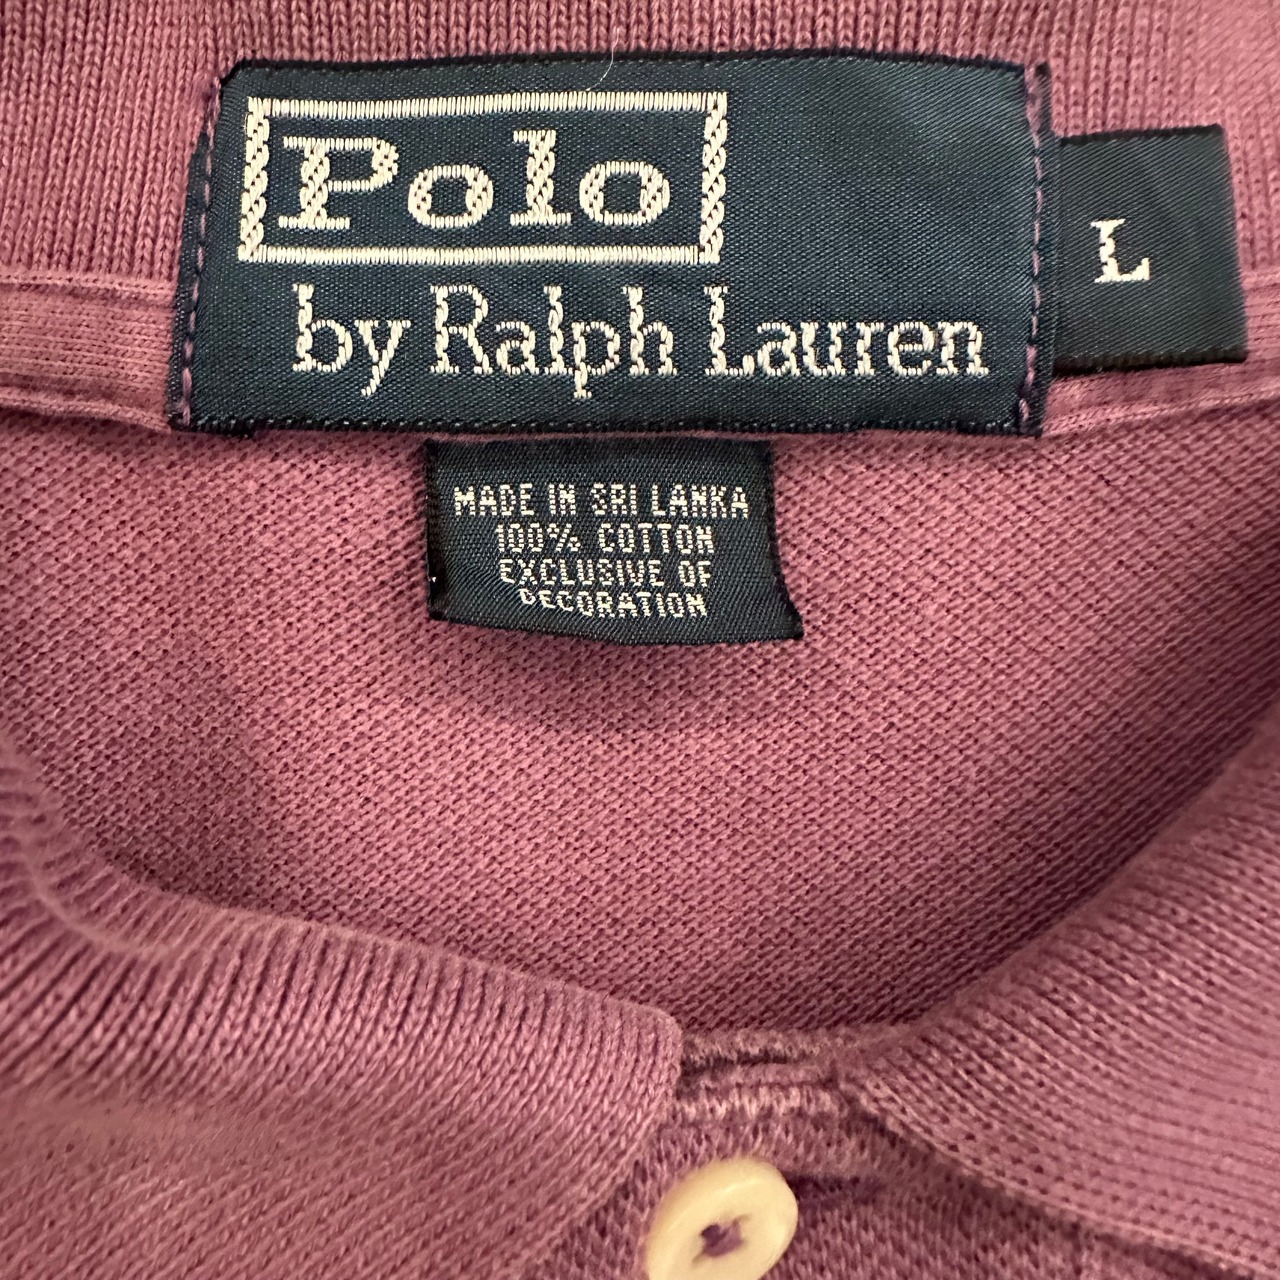 Polo
by Ralph Lauren
L
MADE IN SRI LANKA
100% COTTON
EXCLUSIVE OF
DECORATION